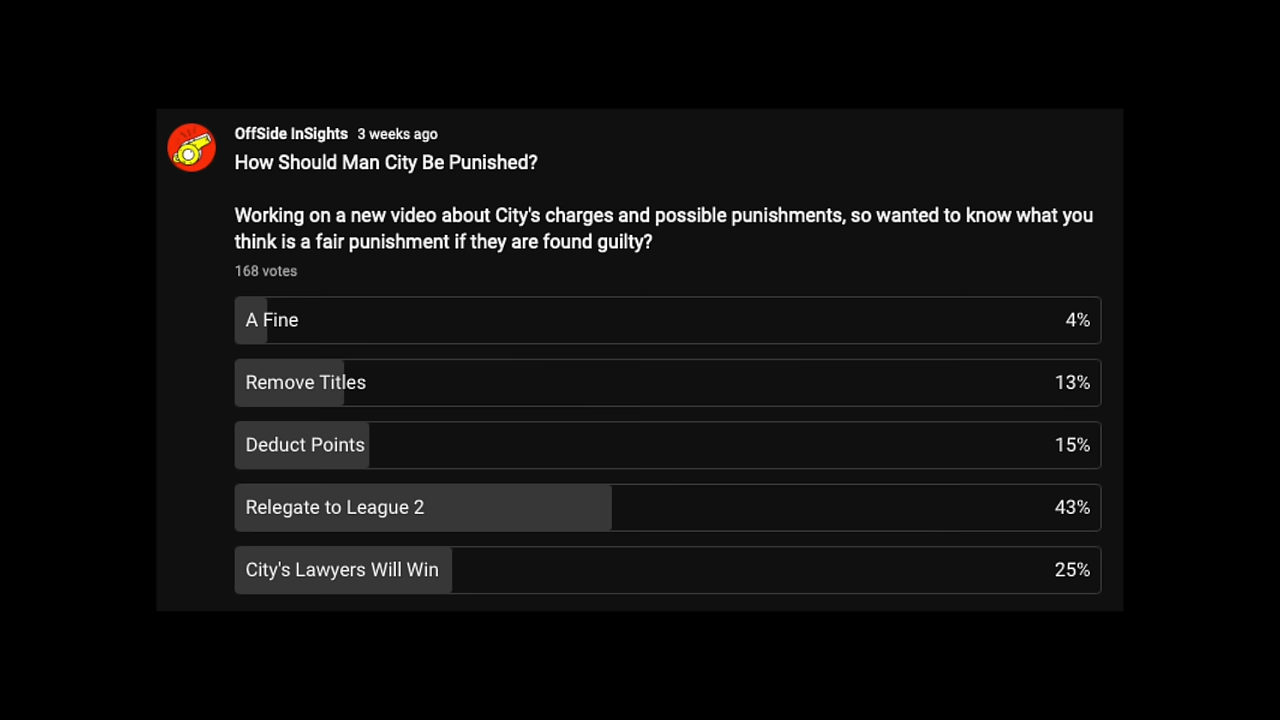 OffSide InSights 3 weeks ago
How Should Man City Be Punished?
Working on a new video about City's charges and possible punishments, so wanted to know what you
think is a fair punishment if they are found guilty?
168 votes
A Fine 4%
Remove Titles 13%
Deduct Points 15%
Relegate to League 2 43%
City's Lawyers Will Win 25%